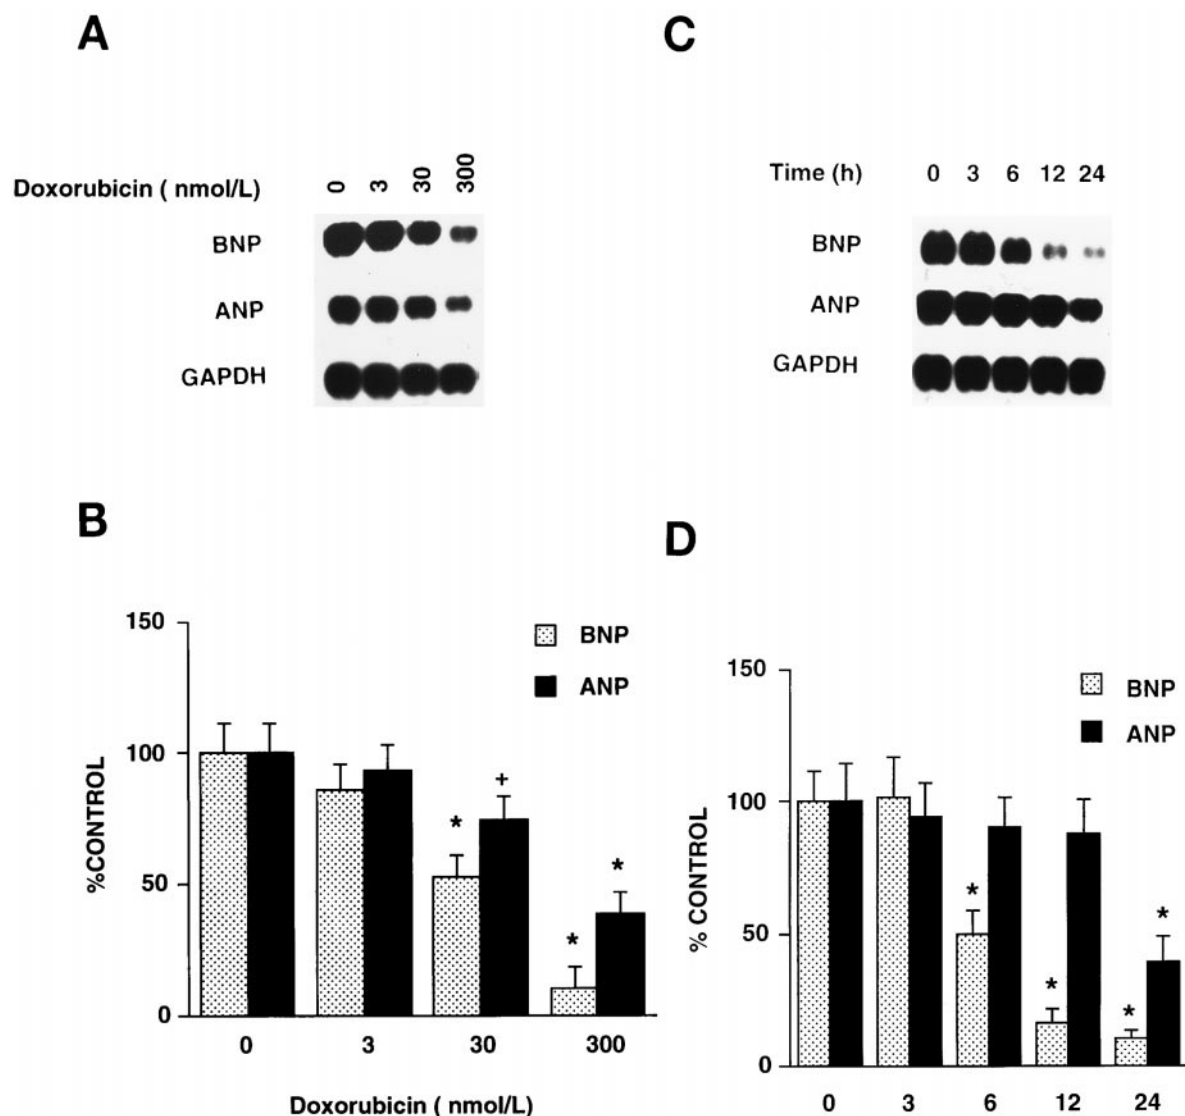 A
Doxorubicin ( nmol/L) 0 3 30 300
BNP
ANP
GAPDH
C
Time (h) 0 3 6 12 24
BNP
ANP
GAPDH
B
150
100
50
0
%CONTROL
BNP
ANP
* + * *
0 3 30 300
Doxorubicin ( nmol/L)
D
150
100
50
0
% CONTROL
BNP
ANP
* * * *
0 3 6 12 24